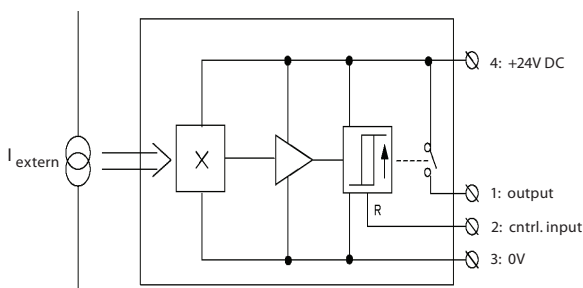 4: +24V DC
I extern
X
R
1: output
2: cntrl. input
3: 0V